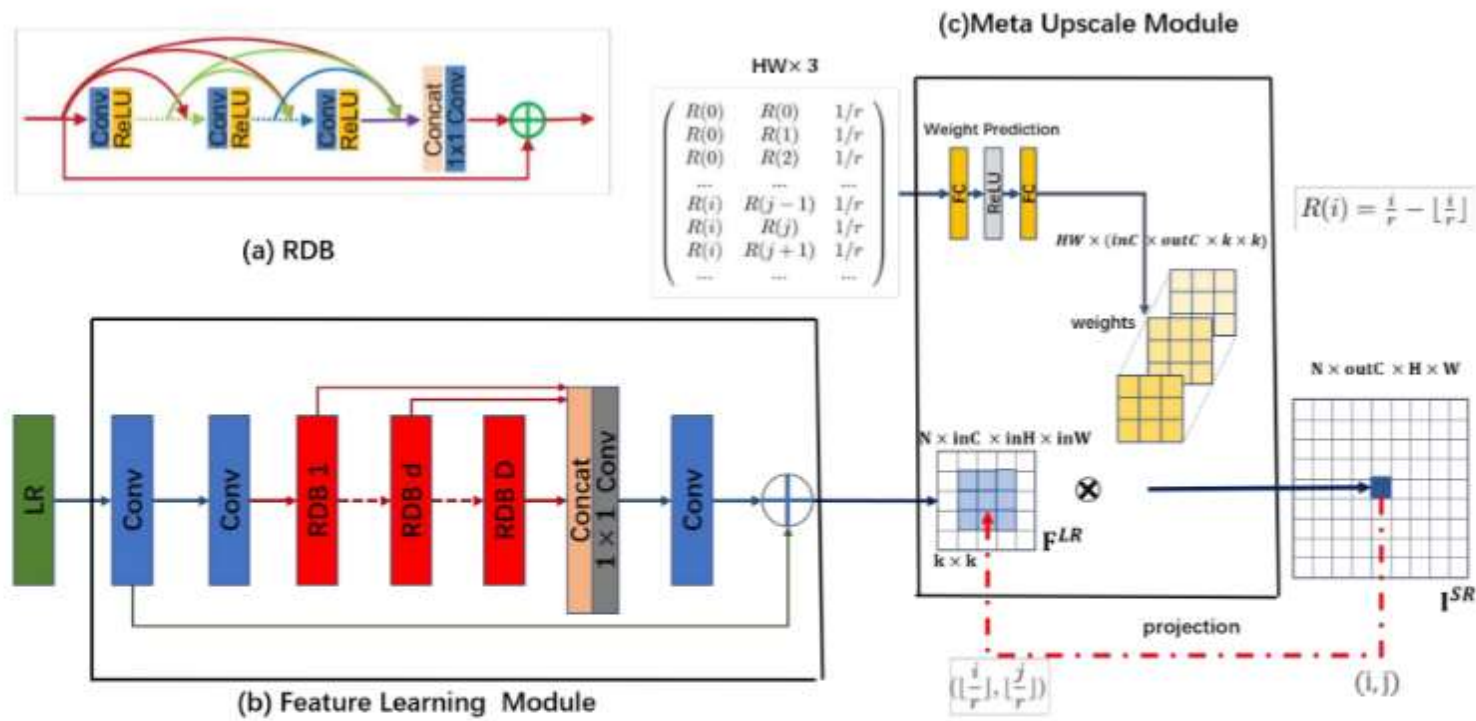 (c)Meta Upscale Module
HW× 3
Conv
ReLU
Conv
ReLU
Conv
ReLU
Concat
1x1 Conv
(a) RDB
R(0) R(0) 1/r
R(0) R(1) 1/r
R(0) R(2) 1/r
... ... ...
R(i) R(j − 1) 1/r
R(i) R(j) 1/r
R(i) R(j + 1) 1/r
... ... ...
Weight Prediction
FC
ReLU
FC
R(i) = i/r − ⌊i/r⌋
HW × (inC × outC × k × k)
weights
N × outC × H × W
N × inC × inH × inW
LR
Conv
Conv
RDB 1
RDB d
RDB D
Concat
1 × 1 Conv
Conv
F^LR
k × k
I^SR
projection
(⌊i/r⌋, ⌊j/r⌋)
(i, j)
(b) Feature Learning Module